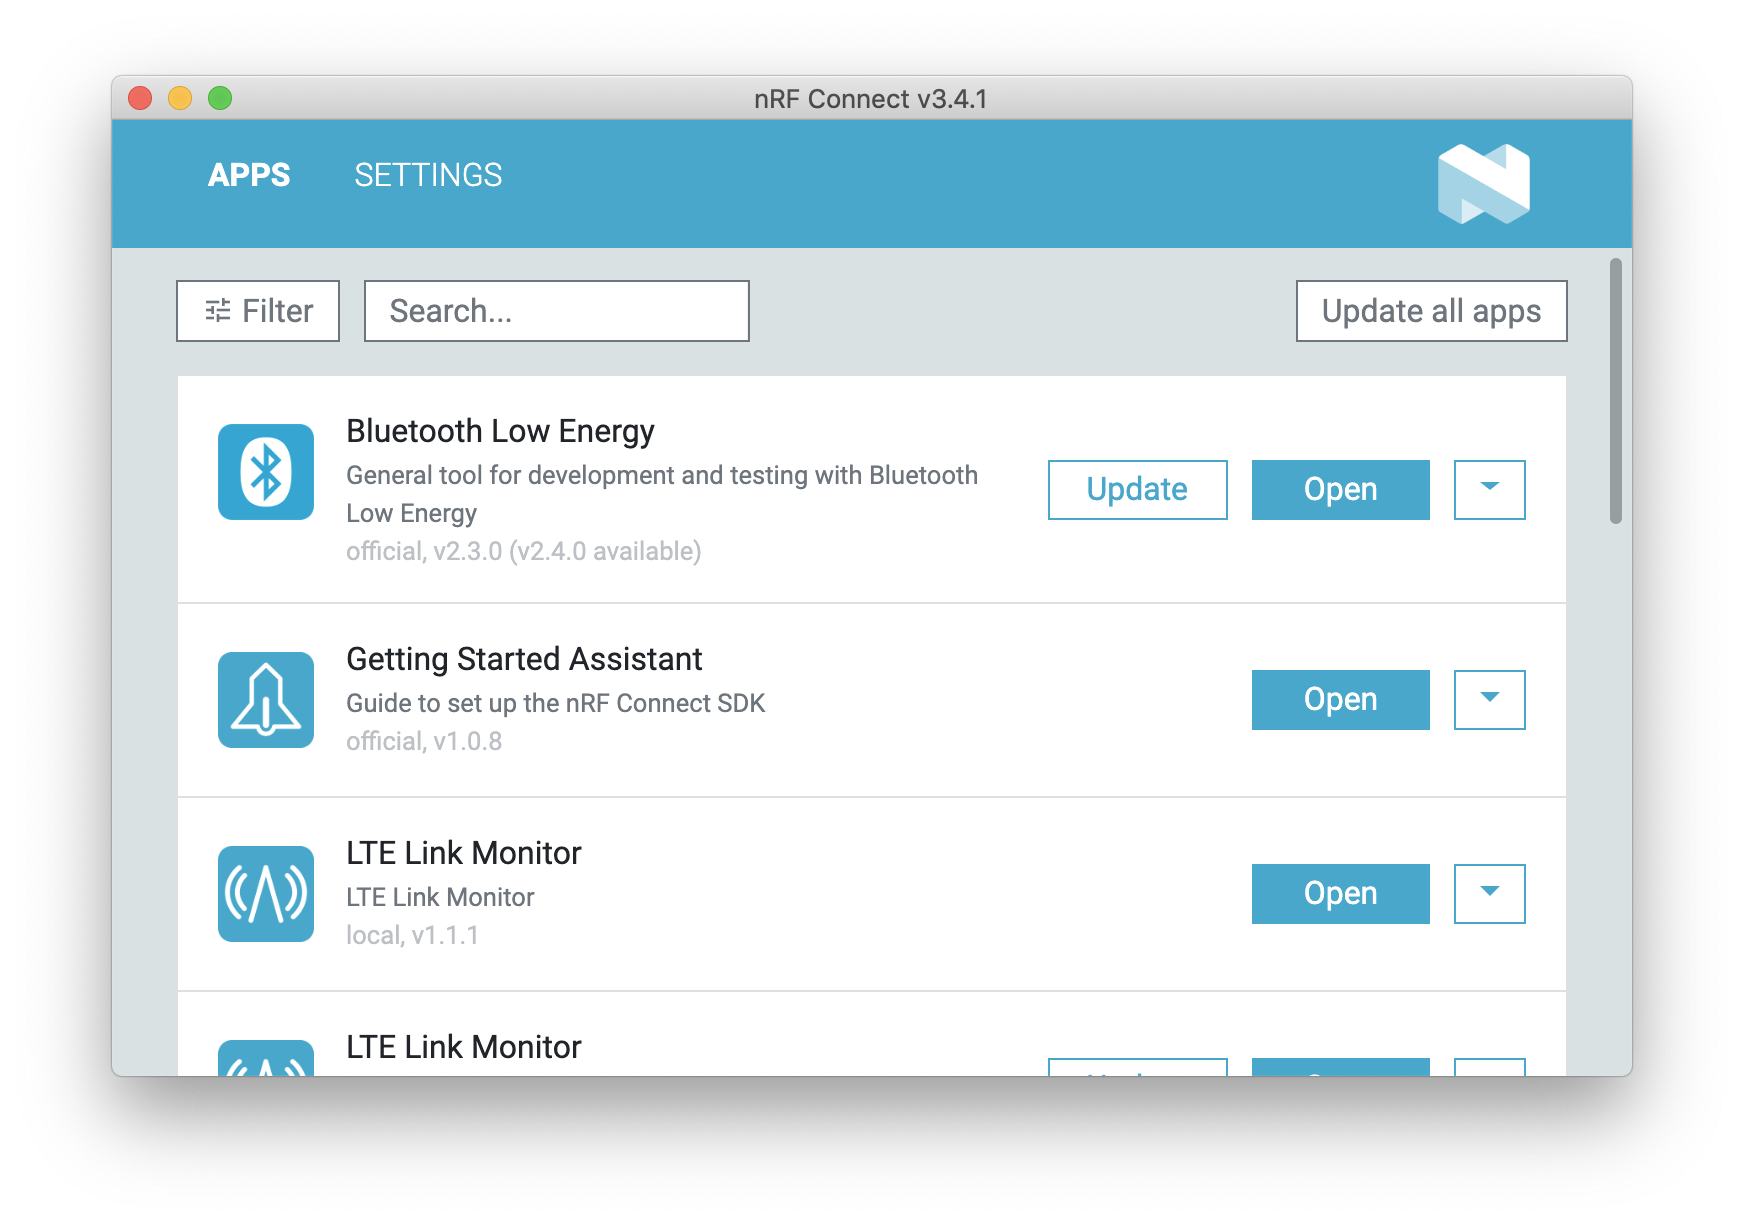 nRF Connect v3.4.1
APPS SETTINGS
Filter Search... Update all apps
Bluetooth Low Energy
General tool for development and testing with Bluetooth
Low Energy
official, v2.3.0 (v2.4.0 available)
Update Open
Getting Started Assistant
Guide to set up the nRF Connect SDK
official, v1.0.8
Open
LTE Link Monitor
LTE Link Monitor
local, v1.1.1
Open
LTE Link Monitor